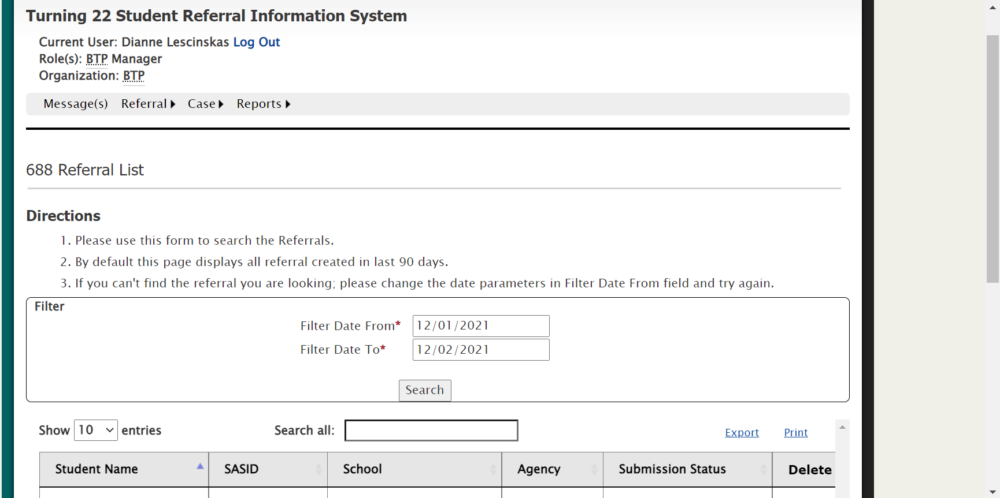 Turning 22 Student Referral Information System
Current User: Dianne Lescinskas Log Out
Role(s): BTP Manager
Organization: BTP
Message(s) Referral Case Reports
688 Referral List
Directions
1. Please use this form to search the Referrals.
2. By default this page displays all referral created in last 90 days.
3. If you can't find the referral you are looking; please change the date parameters in Filter Date From field and try again.
Filter
Filter Date From* 12/01/2021
Filter Date To* 12/02/2021
Search
Show 10 entries Search all: Export Print
Student Name SASID School Agency Submission Status Delete